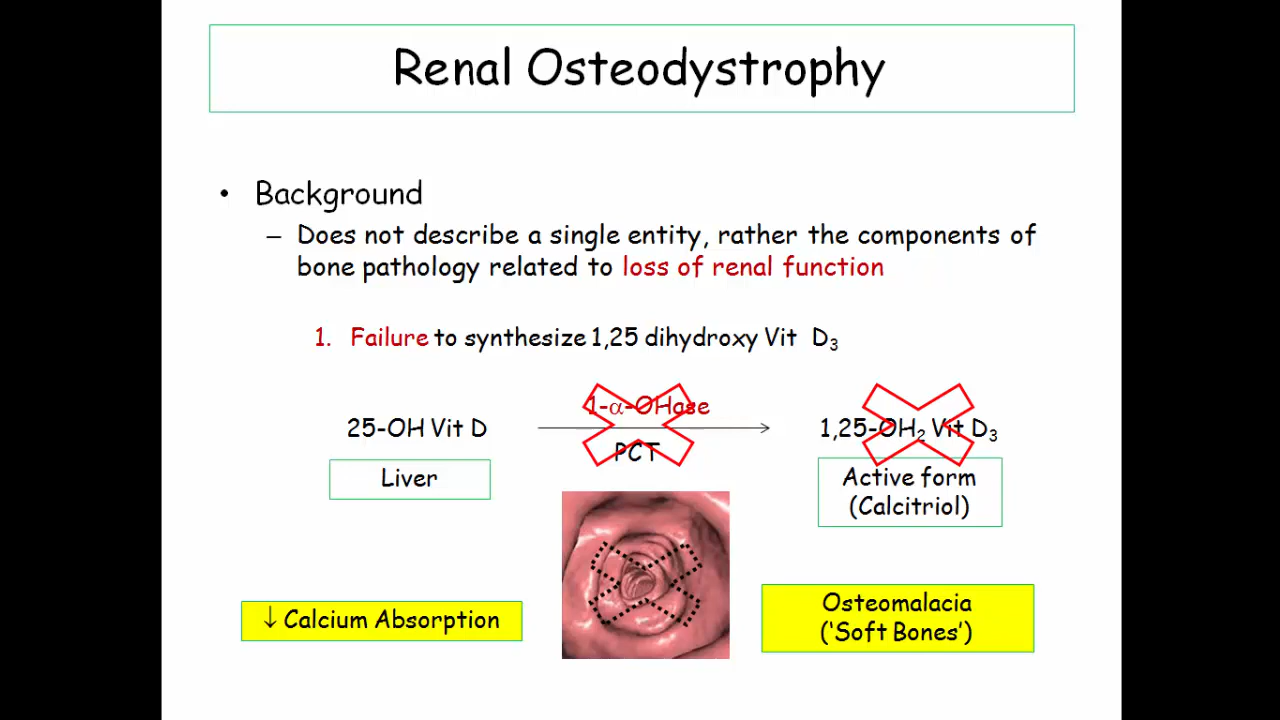 Renal Osteodystrophy
• Background
– Does not describe a single entity, rather the components of
bone pathology related to loss of renal function
1. Failure to synthesize 1,25 dihydroxy Vit D₃
1-α-OHase
25-OH Vit D
1,25-OH₂ Vit D₃
PCT
Liver
Active form
(Calcitriol)
↓ Calcium Absorption
Osteomalacia
(‘Soft Bones’)